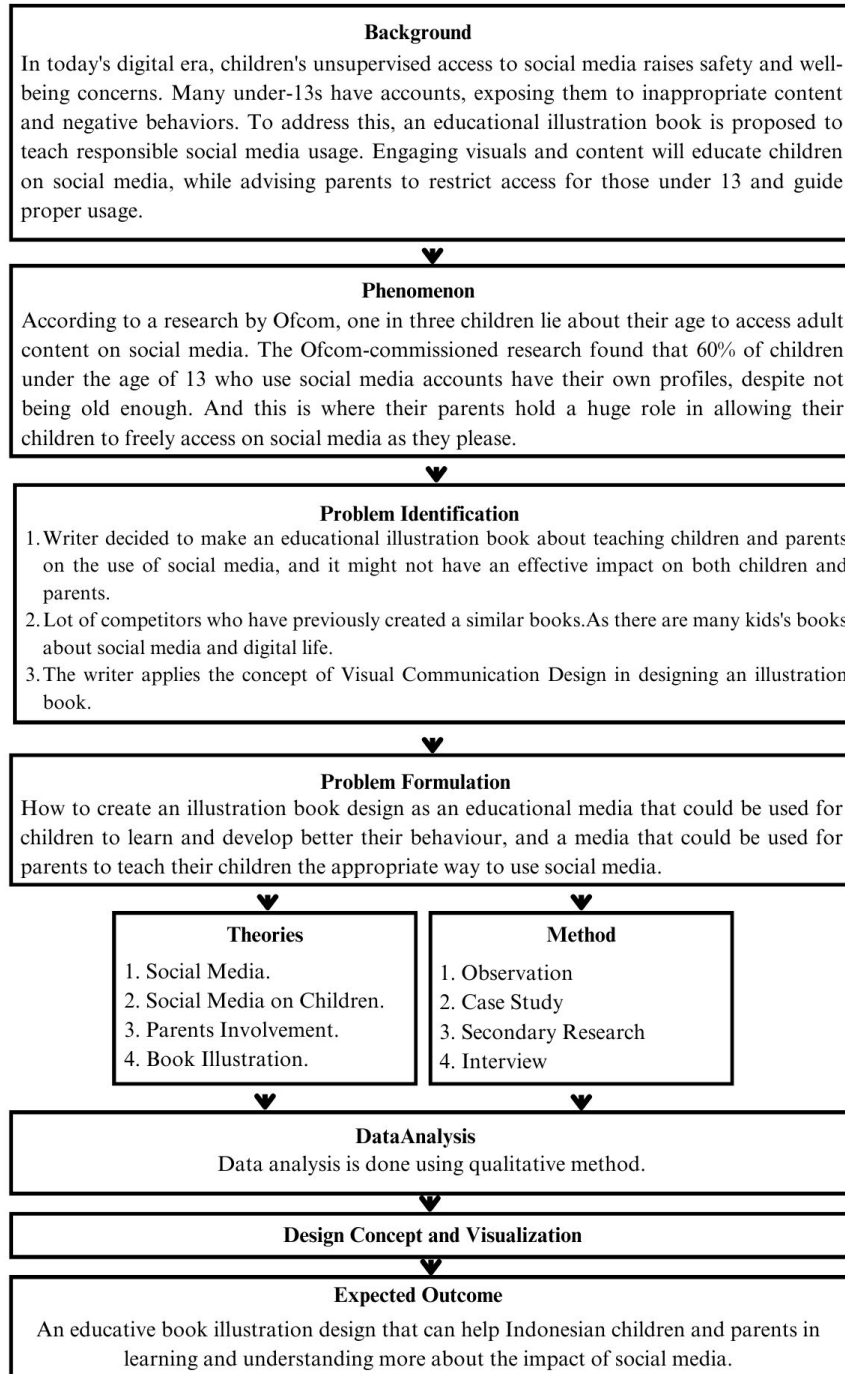 Background
In today's digital era, children's unsupervised access to social media raises safety and well-
being concerns. Many under-13s have accounts, exposing them to inappropriate content
and negative behaviors. To address this, an educational illustration book is proposed to
teach responsible social media usage. Engaging visuals and content will educate children
on social media, while advising parents to restrict access for those under 13 and guide
proper usage.
Phenomenon
According to a research by Ofcom, one in three children lie about their age to access adult
content on social media. The Ofcom-commissioned research found that 60% of children
under the age of 13 who use social media accounts have their own profiles, despite not
being old enough. And this is where their parents hold a huge role in allowing their
children to freely access on social media as they please.
Problem Identification
1. Writer decided to make an educational illustration book about teaching children and parents
on the use of social media, and it might not have an effective impact on both children and
parents.
2. Lot of competitors who have previously created a similar books.As there are many kids's books
about social media and digital life.
3. The writer applies the concept of Visual Communication Design in designing an illustration
book.
Problem Formulation
How to create an illustration book design as an educational media that could be used for
children to learn and develop better their behaviour, and a media that could be used for
parents to teach their children the appropriate way to use social media.
Theories
1. Social Media.
2. Social Media on Children.
3. Parents Involvement.
4. Book Illustration.
Method
1. Observation
2. Case Study
3. Secondary Research
4. Interview
DataAnalysis
Data analysis is done using qualitative method.
Design Concept and Visualization
Expected Outcome
An educative book illustration design that can help Indonesian children and parents in
learning and understanding more about the impact of social media.